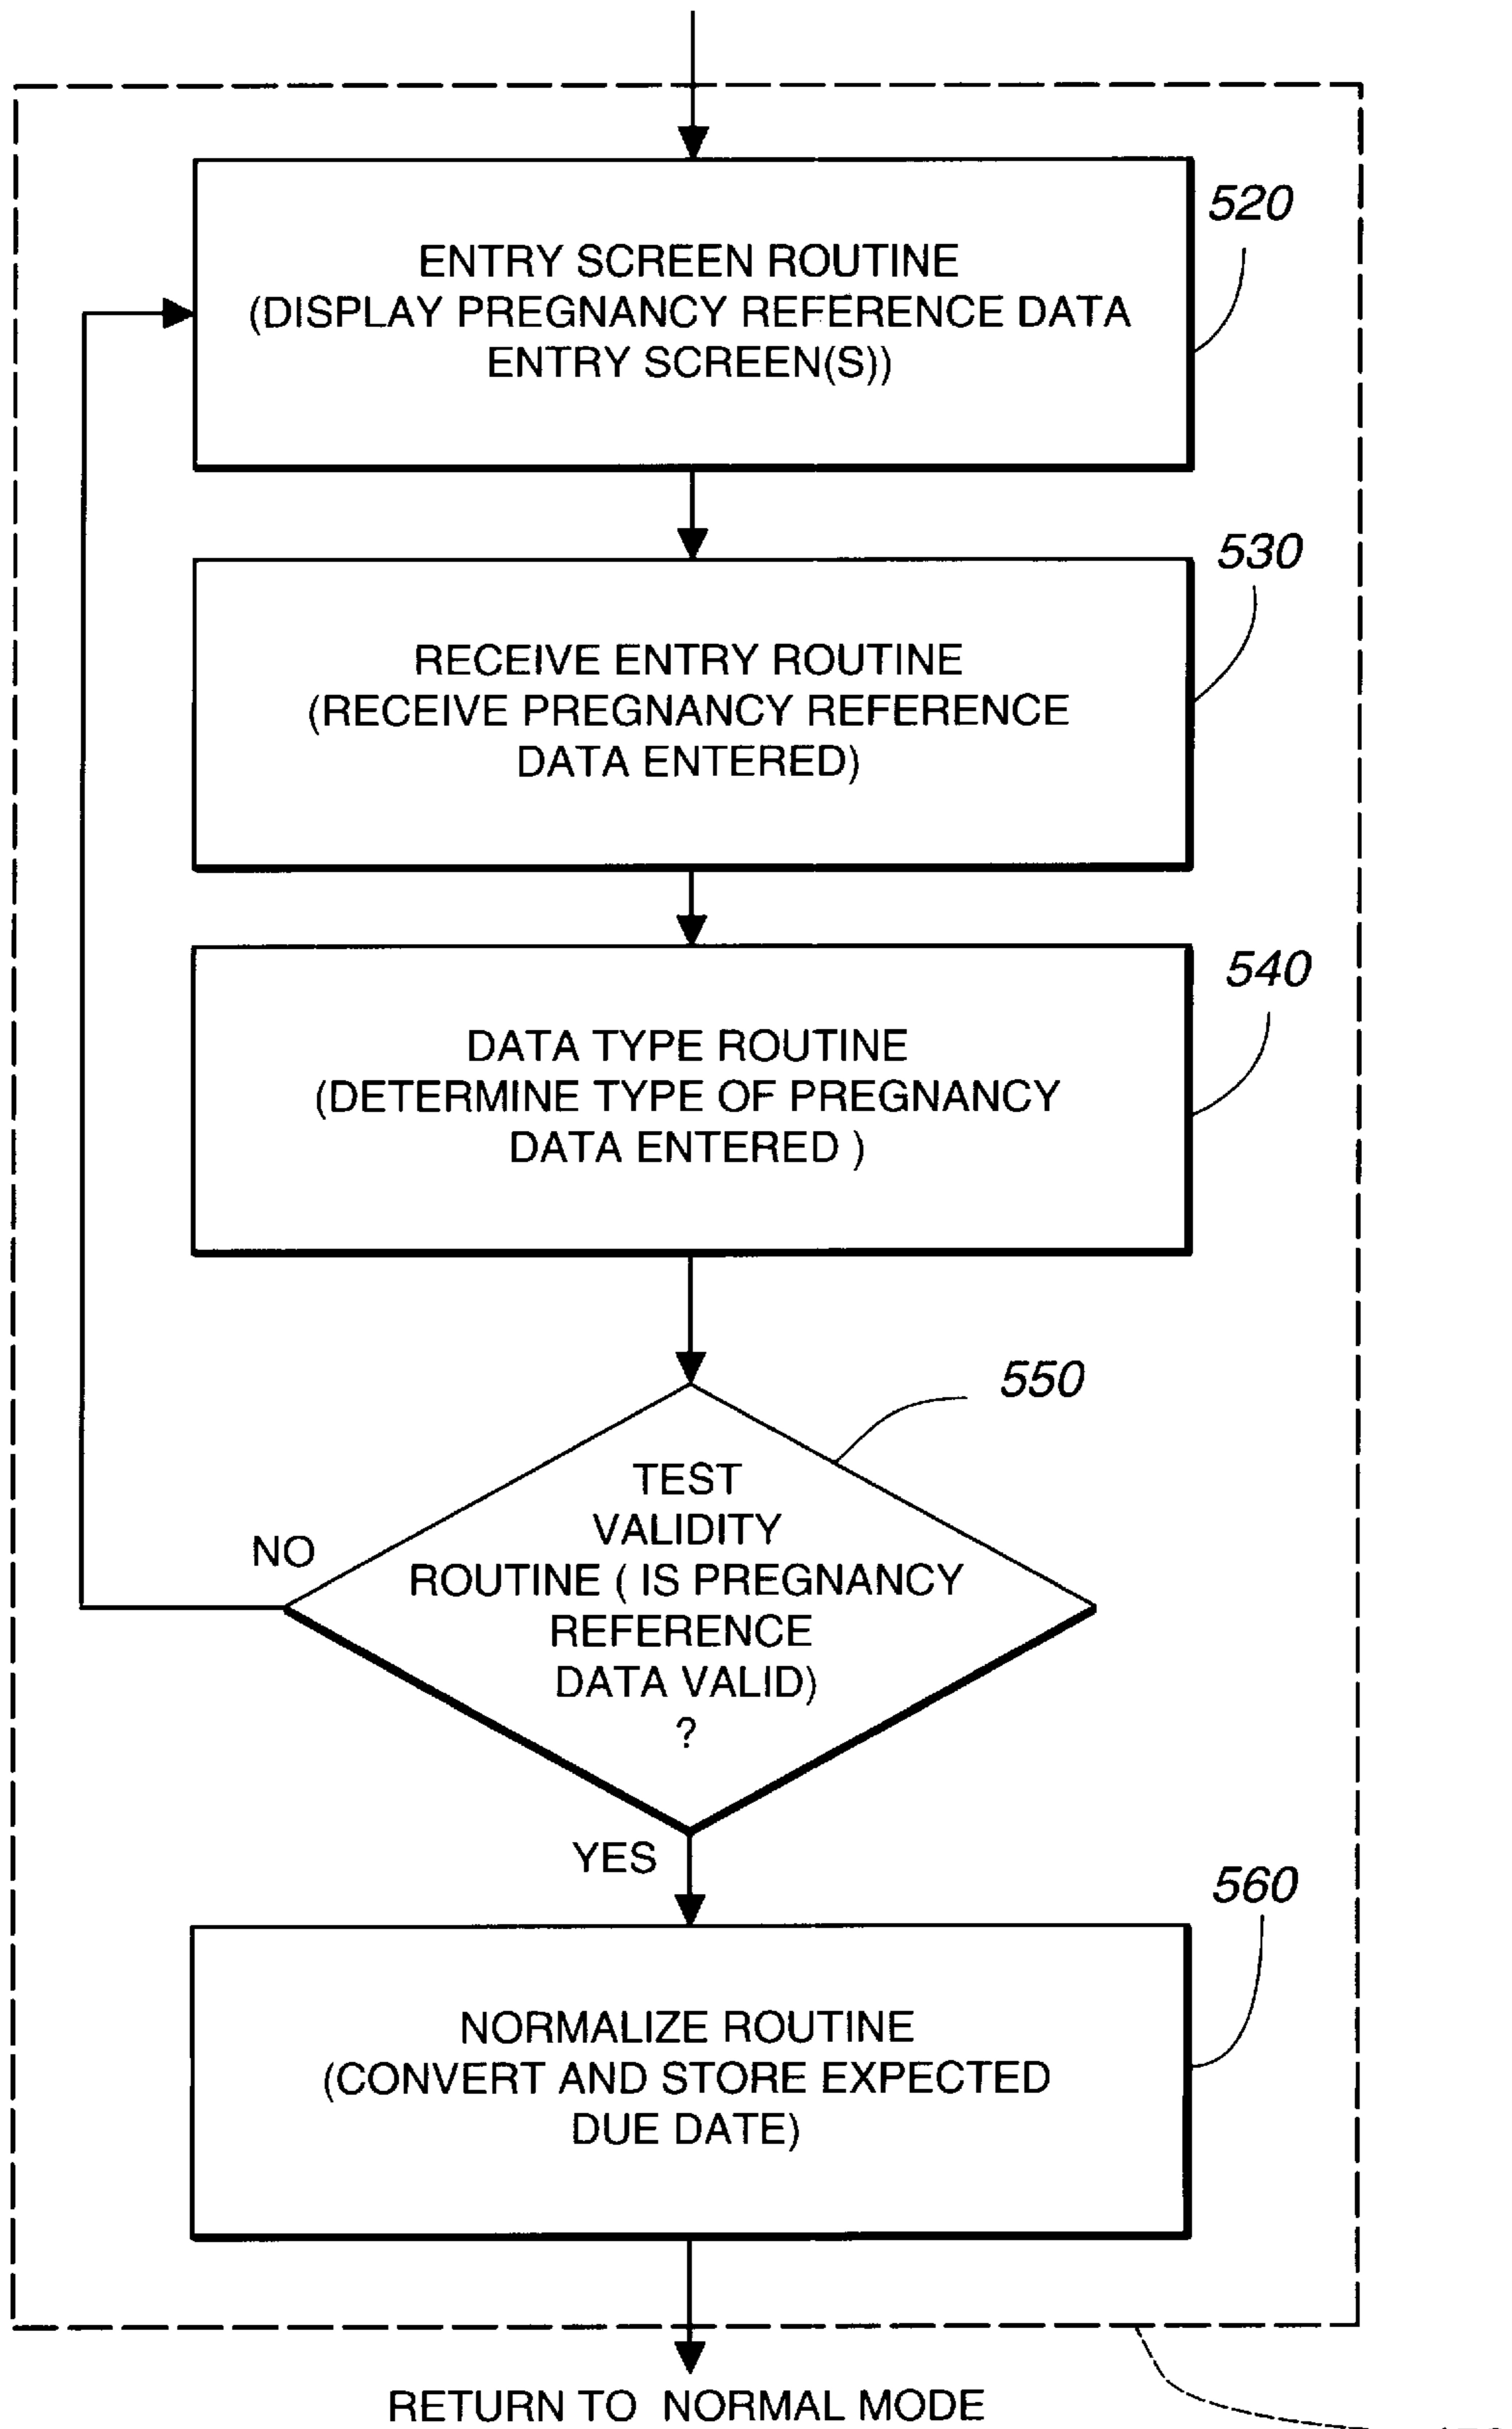 520
ENTRY SCREEN ROUTINE
(DISPLAY PREGNANCY REFERENCE DATA
ENTRY SCREEN(S))
530
RECEIVE ENTRY ROUTINE
(RECEIVE PREGNANCY REFERENCE
DATA ENTERED)
540
DATA TYPE ROUTINE
(DETERMINE TYPE OF PREGNANCY
DATA ENTERED )
550
TEST
VALIDITY
ROUTINE ( IS PREGNANCY
REFERENCE
DATA VALID)
?
NO
YES
560
NORMALIZE ROUTINE
(CONVERT AND STORE EXPECTED
DUE DATE)
RETURN TO NORMAL MODE